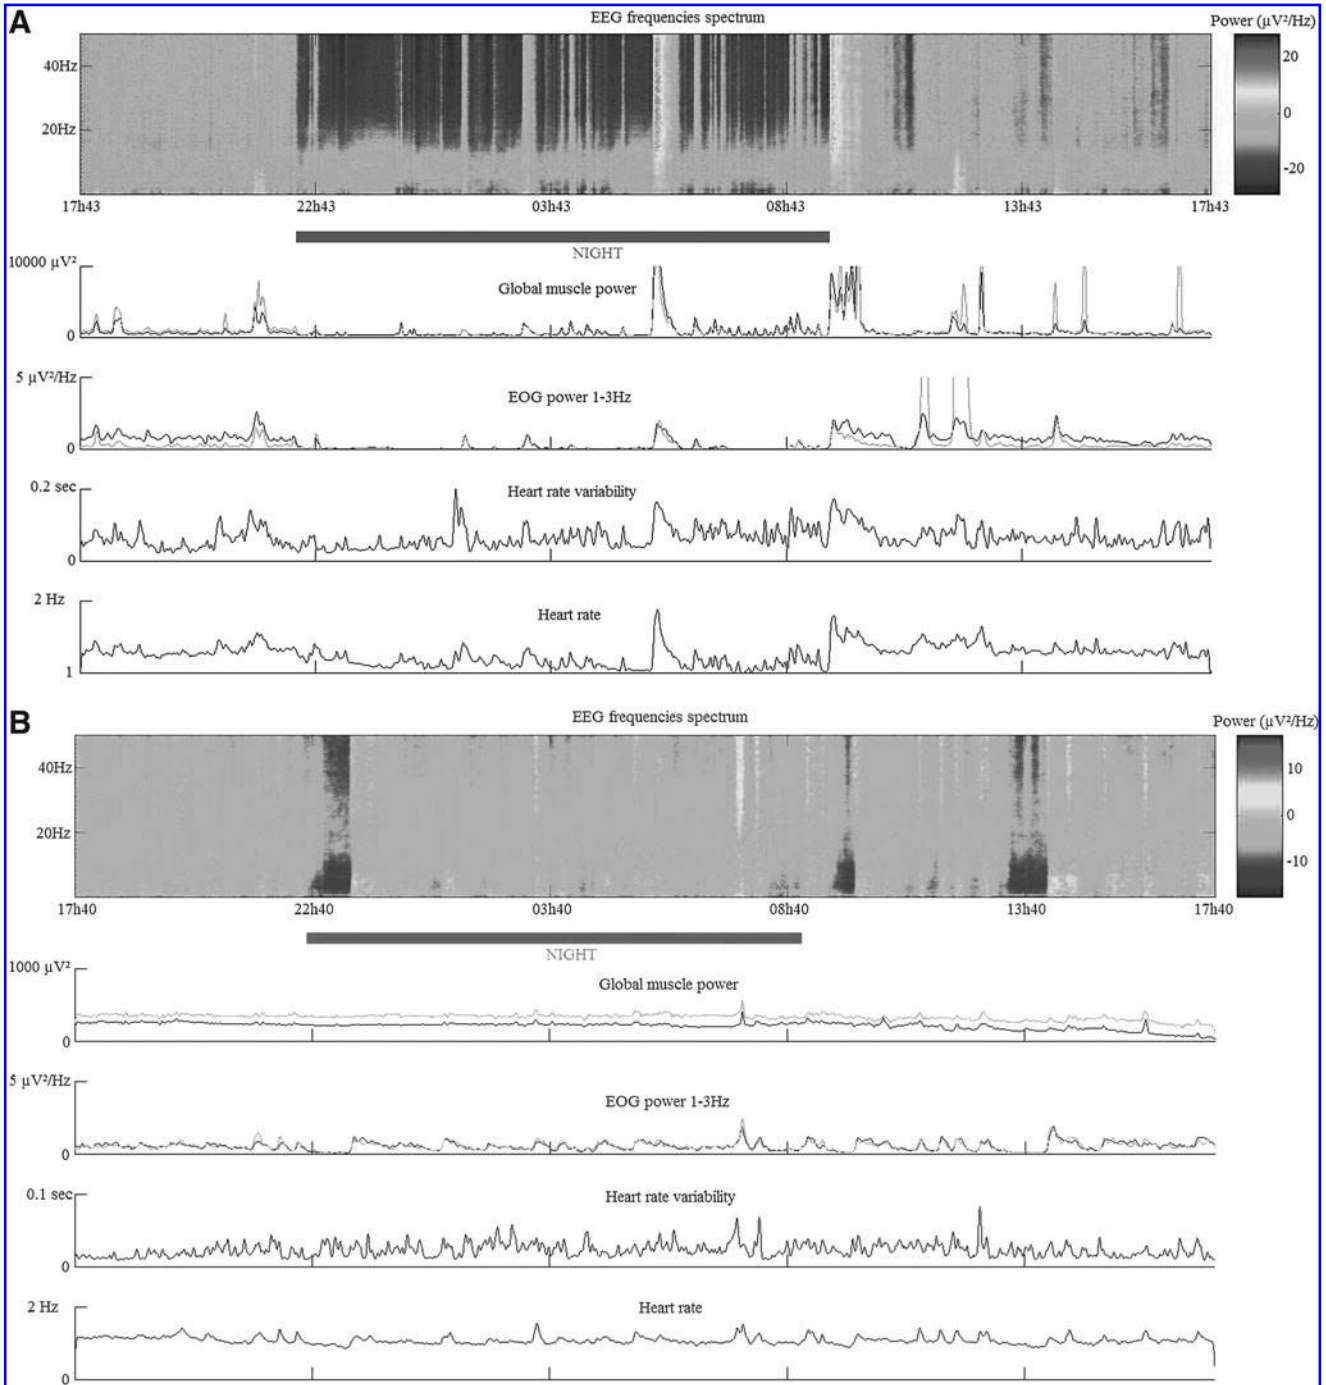 A
EEG frequencies spectrum
Power (µV²/Hz)
40Hz
20Hz
20
0
-20
17h43 22h43 03h43 08h43 13h43 17h43
NIGHT
10000 µV²
Global muscle power
0
5 µV²/Hz
EOG power 1-3Hz
0
0.2 sec
Heart rate variability
0
2 Hz
Heart rate
1
B
EEG frequencies spectrum
Power (µV²/Hz)
40Hz
20Hz
10
0
-10
17h40 22h40 03h40 08h40 13h40 17h40
NIGHT
1000 µV²
Global muscle power
0
5 µV²/Hz
EOG power 1-3Hz
0
0.1 sec
Heart rate variability
0
2 Hz
Heart rate
0